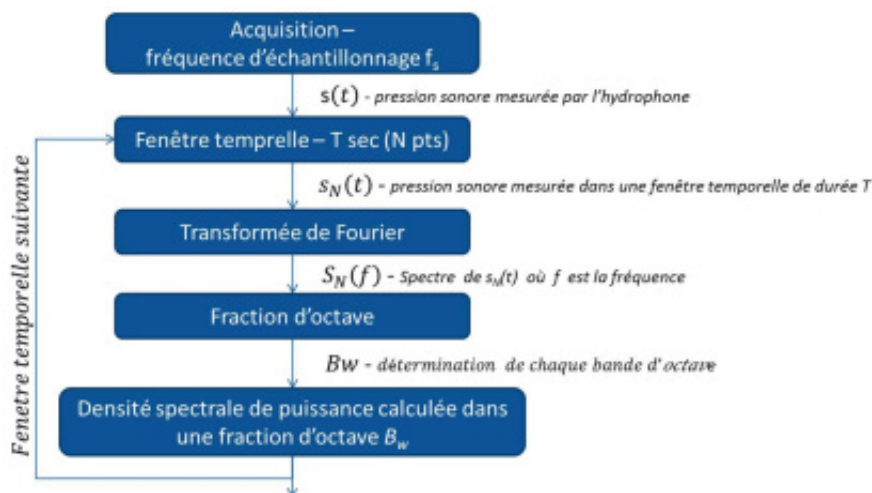 Acquisition –
fréquence d'échantillonnage fs
s(t) - pression sonore mesurée par l'hydrophone
Fenêtre temprelle – T sec (N pts)
sN(t) - pression sonore mesurée dans une fenêtre temporelle de durée T
Transformée de Fourier
SN(f) - Spectre de sN(t) où f est la fréquence
Fraction d'octave
Bw - détermination de chaque bande d'octave
Densité spectrale de puissance calculée dans
une fraction d'octave Bw
Fenetre temporelle suivante